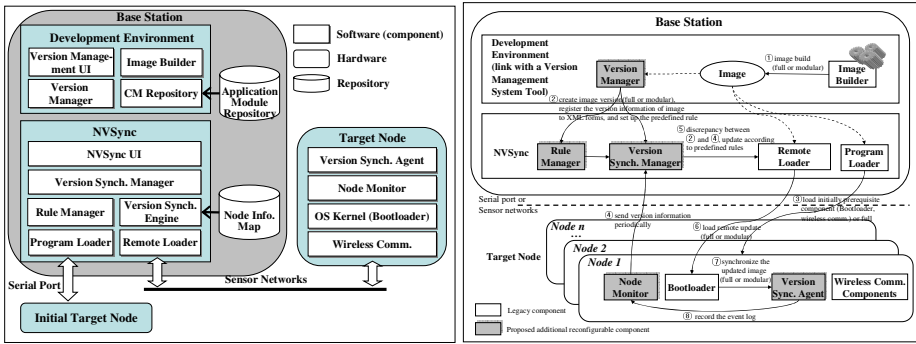 Base Station
Development Environment
Version Manage-
ment UI
Image Builder
Version
Manager
CM Repository
Application
Module
Repository
Software (component)
Hardware
Repository
NVSync
NVSync UI
Version Synch. Manager
Rule Manager
Version Synch.
Engine
Program Loader
Remote Loader
Node Info.
Map
Target Node
Version Synch. Agent
Node Monitor
OS Kernel (Bootloader)
Wireless Comm.
Serial Port
Sensor Networks
Initial Target Node
Base Station
Development
Environment
(link with a Version
Management
System Tool)
Version
Manager
Image
① image build
(full or modular)
Image
Builder
② create image version(full or modular),
register the version information of image
to XML forms, and set up the predefined rule
NVSync
Rule
Manager
Version
Synch. Manager
⑤ discrepancy between
② and ④, update according
to predefined rules
Remote
Loader
Program
Loader
Serial port or
Sensor networks
③ load initially prerequisite
component (Bootloader,
wireless comm.) or full
④ send version information
periodically
⑥ load remote update
(full or modular)
Node n
...
Node 2
Node 1
Target Node
⑦ synchronize the
updated image
(full or modular)
Node
Monitor
Bootloader
Version
Sync. Agent
Wireless Comm.
Components
⑧ record the event log
Legacy component
Proposed additional reconfigurable component